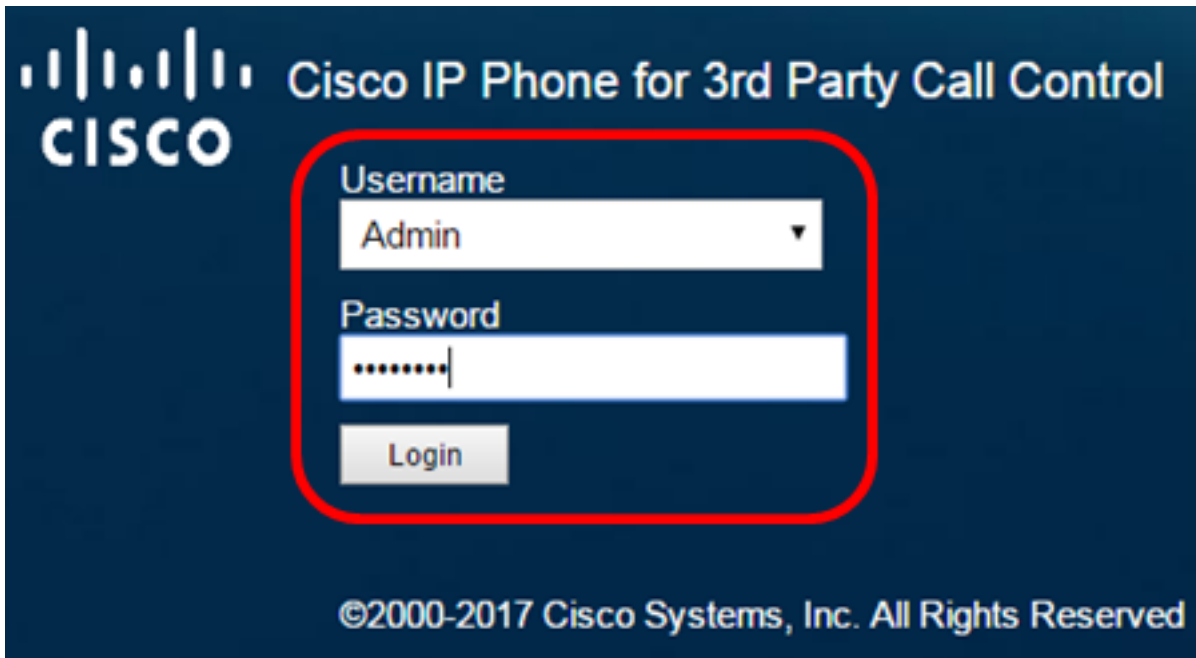 Cisco IP Phone for 3rd Party Call Control
CISCO
Username
Admin
Password
••••••••
Login
©2000-2017 Cisco Systems, Inc. All Rights Reserved